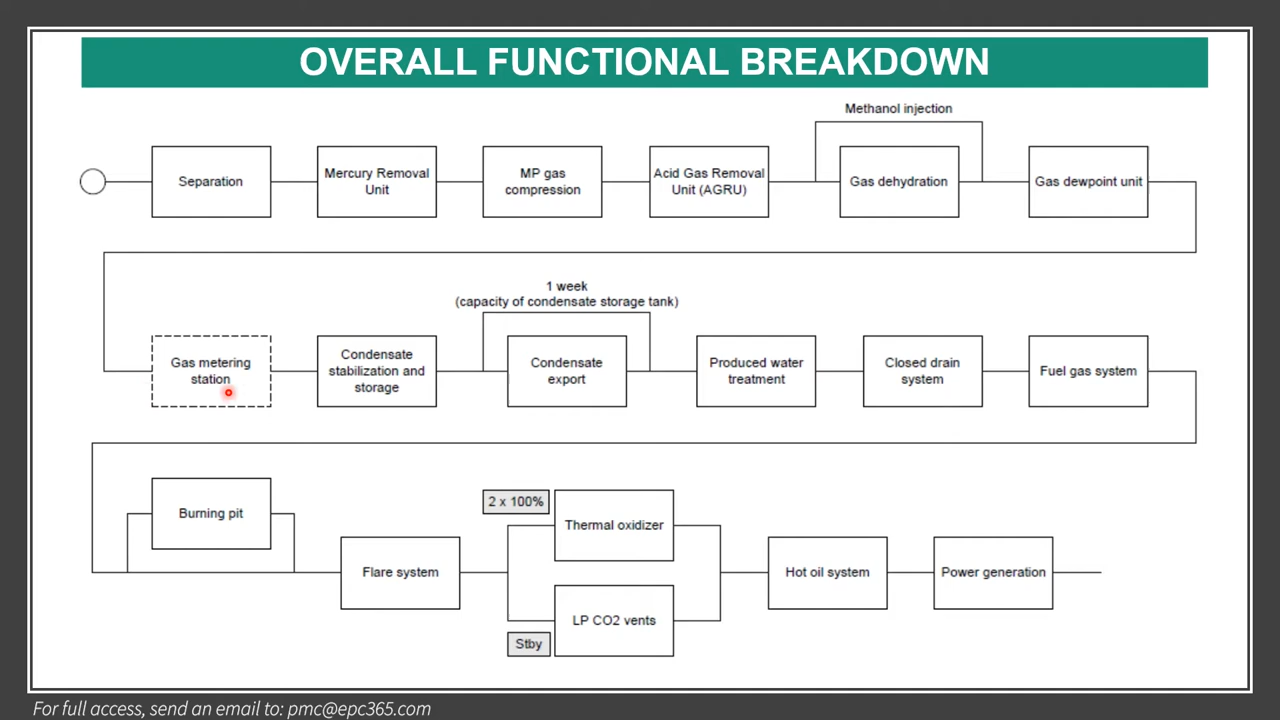 OVERALL FUNCTIONAL BREAKDOWN
Methanol injection
Separation
Mercury Removal
Unit
MP gas
compression
Acid Gas Removal
Unit (AGRU)
Gas dehydration
Gas dewpoint unit
1 week
(capacity of condensate storage tank)
Gas metering
station
Condensate
stabilization and
storage
Condensate
export
Produced water
treatment
Closed drain
system
Fuel gas system
Burning pit
Flare system
2 x 100%
Thermal oxidizer
LP CO2 vents
Stby
Hot oil system
Power generation
For full access, send an email to: pmc@epc365.com